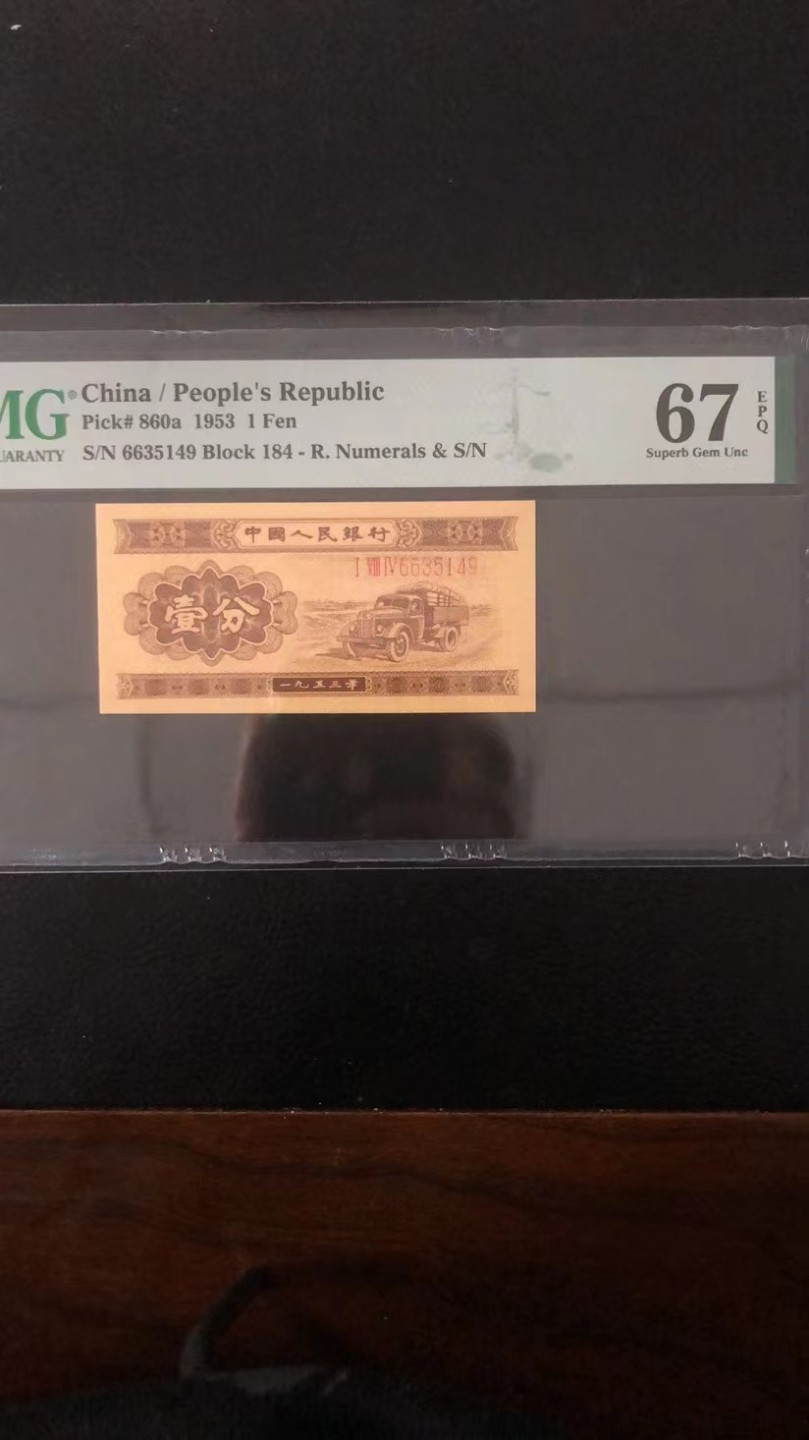 MG® China / People's Republic
Pick# 860a 1953 1 Fen
UARANTY S/N 6635149 Block 184 - R. Numerals & S/N
67 EPQ
Superb Gem Unc
中國人民銀行
I VIII IV 6635149
壹分
一九五三年